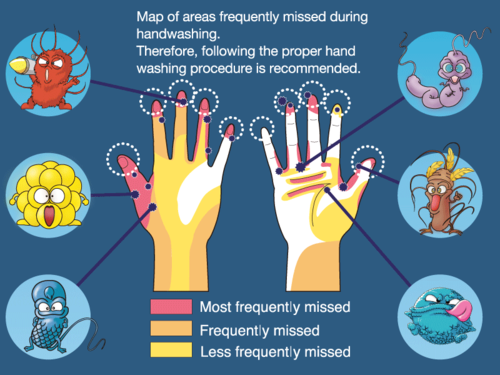 Map of areas frequently missed during
handwashing.
Therefore, following the proper hand
washing procedure is recommended.
Most frequently missed
Frequently missed
Less frequently missed